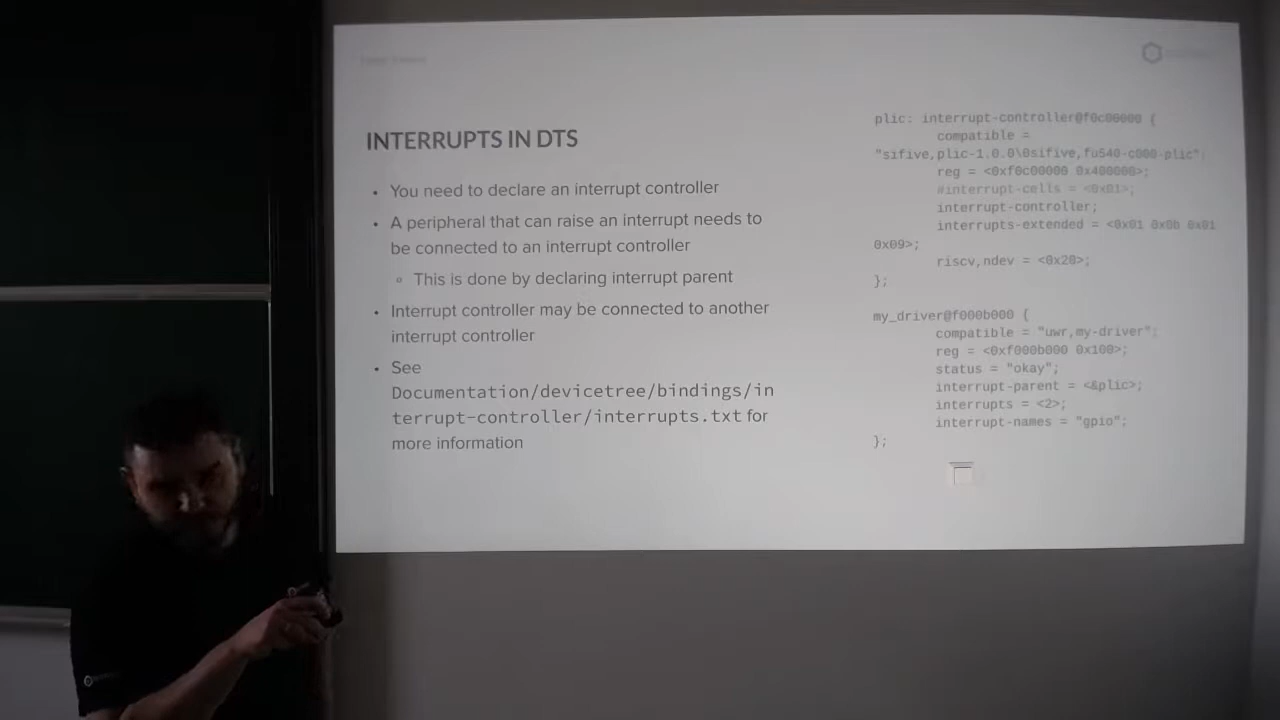 INTERRUPTS IN DTS
• You need to declare an interrupt controller
• A peripheral that can raise an interrupt needs to
be connected to an interrupt controller
◦ This is done by declaring interrupt parent
• Interrupt controller may be connected to another
interrupt controller
• See
Documentation/devicetree/bindings/in
terrupt-controller/interrupts.txt for
more information
plic: interrupt-controller@f0c00000 {
compatible =
"sifive,plic-1.0.0\0sifive,fu540-c000-plic";
reg = <0xf0c00000 0x400000>;
#interrupt-cells = <0x01>;
interrupt-controller;
interrupts-extended = <0x01 0x0b 0x01
0x09>;
riscv,ndev = <0x20>;
};
my_driver@f000b000 {
compatible = "uwr,my-driver";
reg = <0xf000b000 0x100>;
status = "okay";
interrupt-parent = <&plic>;
interrupts = <2>;
interrupt-names = "gpio";
};